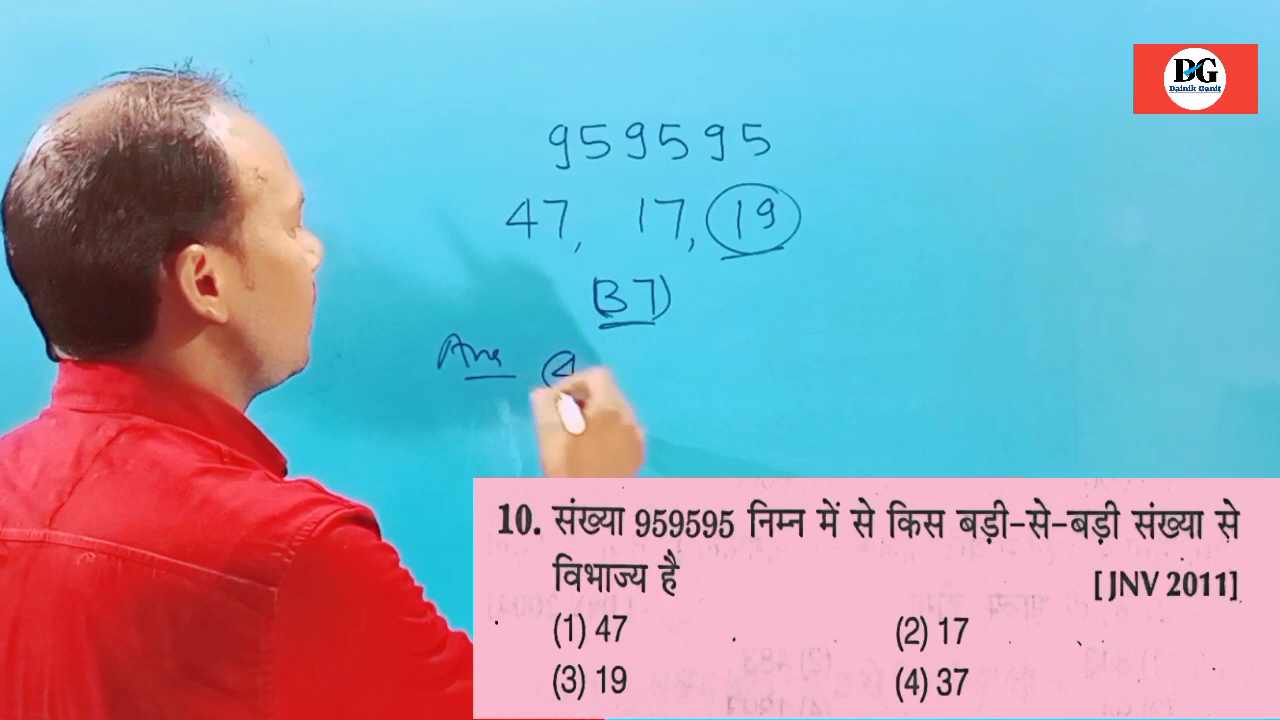 DG
Dainik Ganit
959595
47, 17, 19
(37)
Ans (4
10. संख्या 959595 निम्न में से किस बड़ी-से-बड़ी संख्या से
विभाज्य है [JNV 2011]
(1) 47 (2) 17
(3) 19 (4) 37